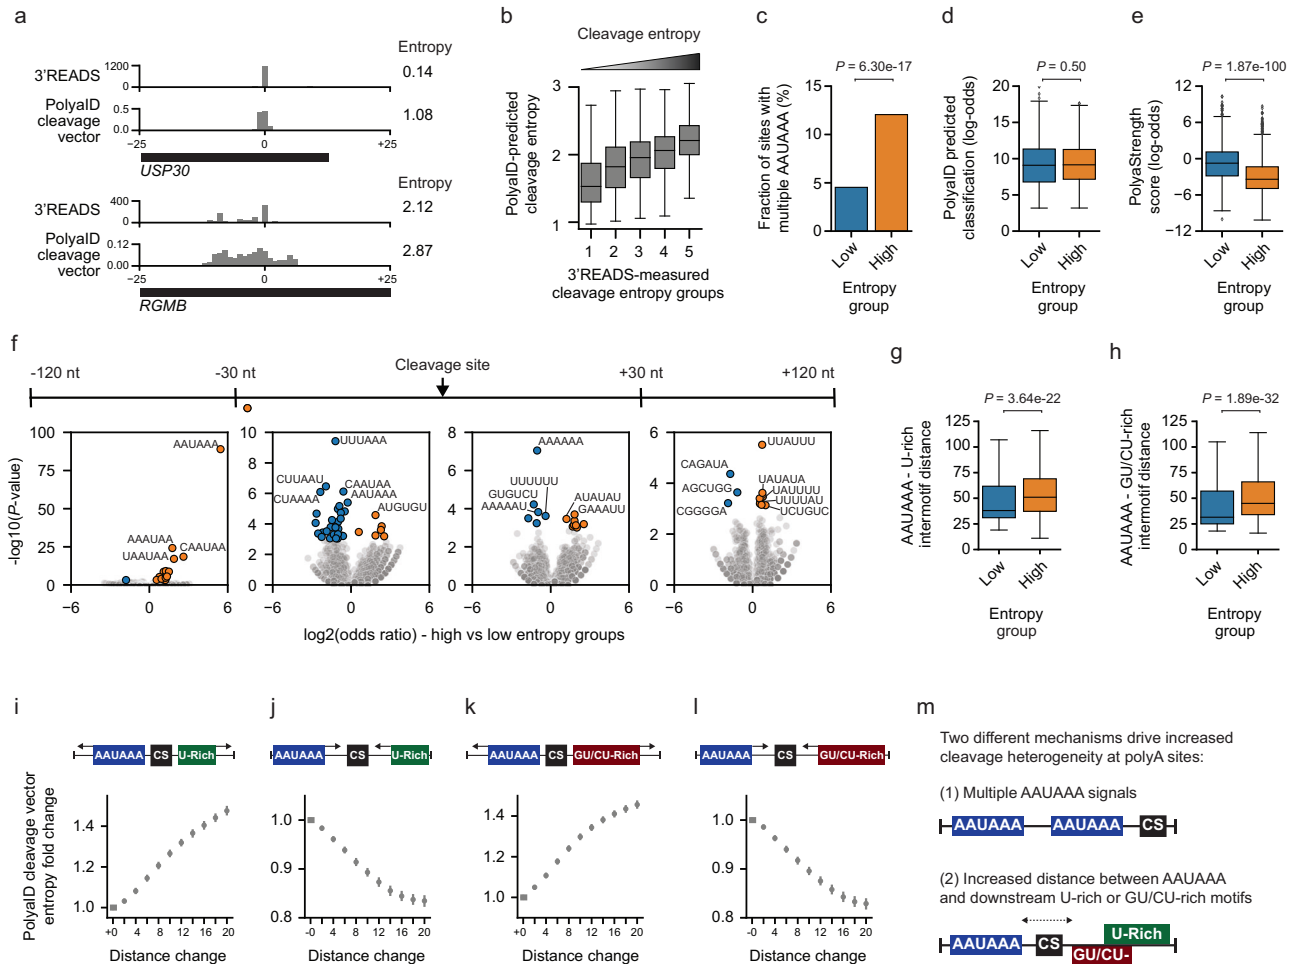 a
Entropy
3'READS
1200
0
0.14
PolyaID
cleavage
vector
0.5
0.0
1.08
−25
0
+25
USP30
Entropy
3'READS
400
0
2.12
PolyaID
cleavage
vector
0.12
0.00
2.87
−25
0
+25
RGMB
b
Cleavage entropy
PolyaID-predicted
cleavage entropy
3
2
1
1 2 3 4 5
3'READS-measured
cleavage entropy groups
c
P = 6.30e-17
Fraction of sites with
multiple AAUAAA (%)
15
10
5
0
Low High
Entropy
group
d
P = 0.50
PolyaID predicted
classification (log-odds)
20
15
10
5
0
Low High
Entropy
group
e
P = 1.87e-100
PolyaStrength
score (log-odds)
12
6
0
−6
−12
Low High
Entropy
group
f
Cleavage site
-120 nt
-30 nt
+30 nt
+120 nt
-log10(P-value)
100
75
50
25
0
AAUAAA
AAAUAA
UAAUAA
CAAUAA
−6 0 6
10
8
6
4
2
0
UUUAAA
CUUAAU
CUAAAA
CAAUAA
AAUAAA
AUGUGU
−6 0 6
8
6
4
2
0
AAAAAA
UUUUUU
GUGUCU
AAAAAU
AUAUAU
GAAAUU
−6 0 6
6
4
2
0
UUAUUU
CAGAUA
AGCUGG
CGGGGA
UAUAUA
UAUUUU
UUUUAU
UCUGUC
−6 0 6
log2(odds ratio) - high vs low entropy groups
g
P = 3.64e-22
AAUAAA - U-rich
intermotif distance
125
100
75
50
25
0
Low High
Entropy
group
h
P = 1.89e-32
AAUAAA - GU/CU-rich
intermotif distance
125
100
75
50
25
0
Low High
Entropy
group
i
AAUAAA CS U-Rich
PolyaID cleavage vector
entropy fold change
1.4
1.2
1.0
+0 4 8 12 16 20
Distance change
j
AAUAAA CS U-Rich
1.0
0.9
0.8
-0 4 8 12 16 20
Distance change
k
AAUAAA CS GU/CU-Rich
1.4
1.2
1.0
+0 4 8 12 16 20
Distance change
l
AAUAAA CS GU/CU-Rich
1.0
0.9
0.8
-0 4 8 12 16 20
Distance change
m
Two different mechanisms drive increased
cleavage heterogeneity at polyA sites:
(1) Multiple AAUAAA signals
AAUAAA AAUAAA CS
(2) Increased distance between AAUAAA
and downstream U-rich or GU/CU-rich motifs
AAUAAA CS U-Rich
GU/CU-